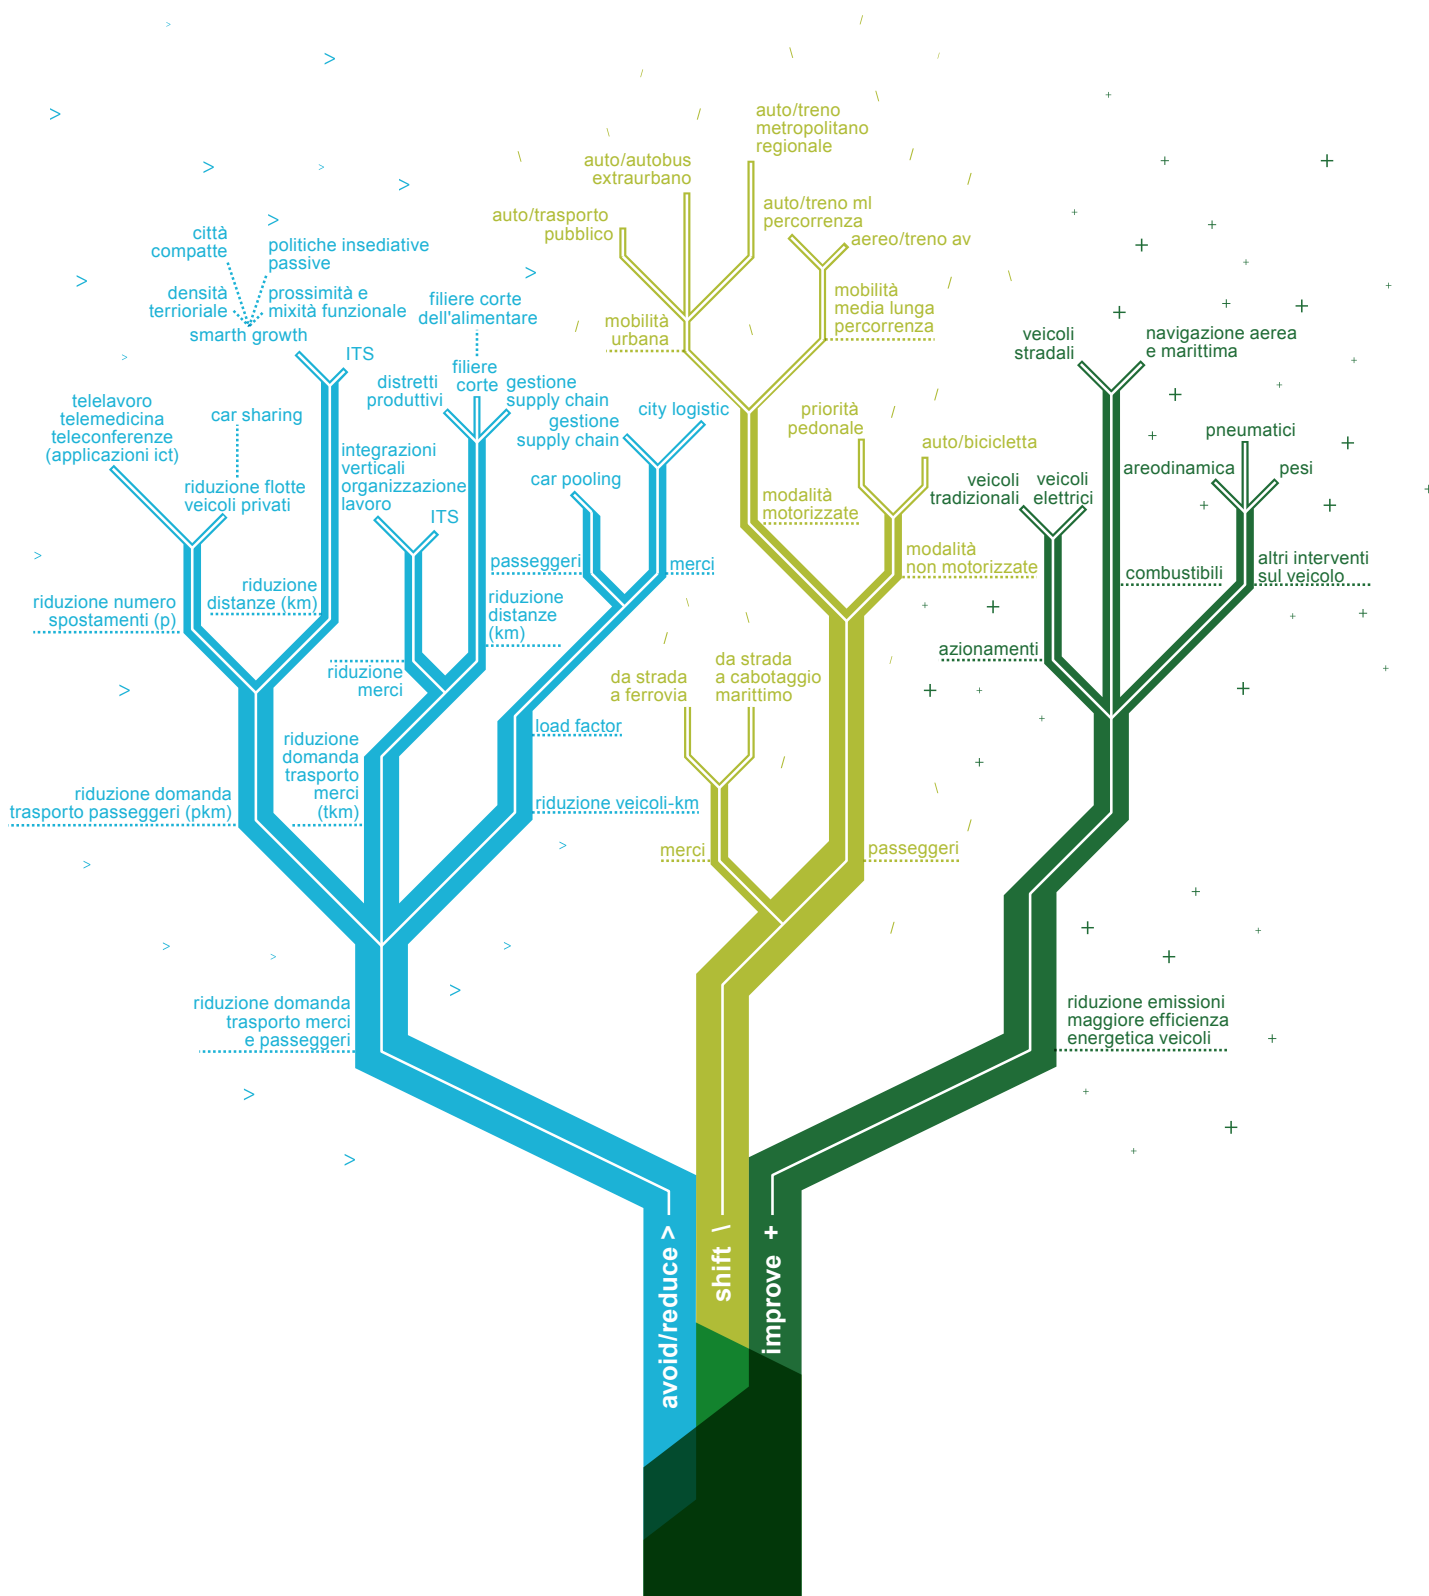 auto/treno
metropolitano
regionale
auto/autobus
extraurbano
auto/trasporto
pubblico
auto/treno ml
percorrenza
aereo/treno av
città
compatte
politiche insediative
passive
densità
terrioriale
prossimità e
mixità funzionale
smarth growth
ITS
filiere corte
dell'alimentare
filiere
corte
distretti
produttivi
gestione
supply chain
gestione
supply chain
city logistic
mobilità
urbana
mobilità
media lunga
percorrenza
veicoli
stradali
navigazione aerea
e marittima
telelavoro
telemedicina
teleconferenze
(applicazioni ict)
car sharing
riduzione flotte
veicoli privati
integrazioni
verticali
organizzazione
lavoro
ITS
car pooling
priorità
pedonale
auto/bicicletta
veicoli
tradizionali
veicoli
elettrici
pneumatici
areodinamica
pesi
modalità
motorizzate
modalità
non motorizzate
passeggeri
merci
combustibili
altri interventi
sul veicolo
riduzione numero
spostamenti (p)
riduzione
distanze (km)
riduzione
distanze
(km)
riduzione
merci
da strada
a ferrovia
da strada
a cabotaggio
marittimo
azionamenti
load factor
riduzione
domanda
trasporto
merci
(tkm)
riduzione domanda
trasporto passeggeri (pkm)
riduzione veicoli-km
merci
passeggeri
riduzione domanda
trasporto merci
e passeggeri
riduzione emissioni
maggiore efficienza
energetica veicoli
avoid/reduce >
shift \
improve +